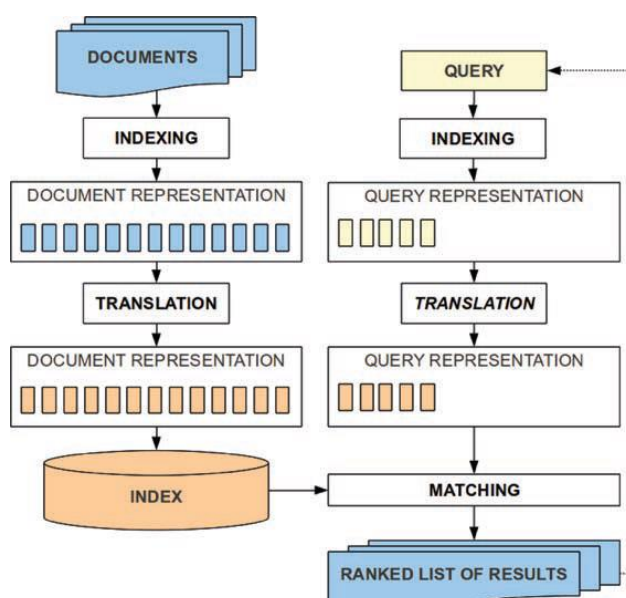 DOCUMENTS
INDEXING
DOCUMENT REPRESENTATION
TRANSLATION
DOCUMENT REPRESENTATION
INDEX
QUERY
INDEXING
QUERY REPRESENTATION
TRANSLATION
QUERY REPRESENTATION
MATCHING
RANKED LIST OF RESULTS